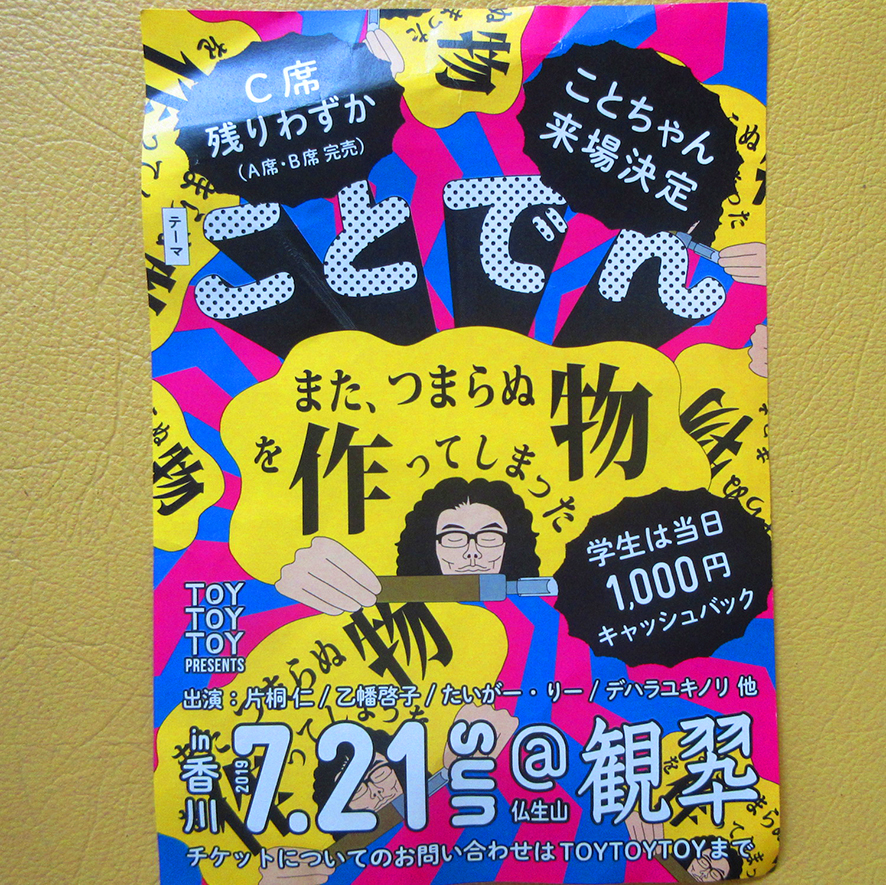 C席
残りわずか
(A席・B席 完売)
ことちゃん
来場決定
テーマ
ことでん
また、つまらぬ物
を作ってしまった
学生は当日
1,000円
キャッシュバック
TOY
TOY
TOY
PRESENTS
出演：片桐 仁 / 乙幡啓子 / たいがー・りー / デハラユキノリ 他
in香川 2019 7.21 SUN @仏生山 観翠
チケットについてのお問い合わせはTOYTOYTOYまで